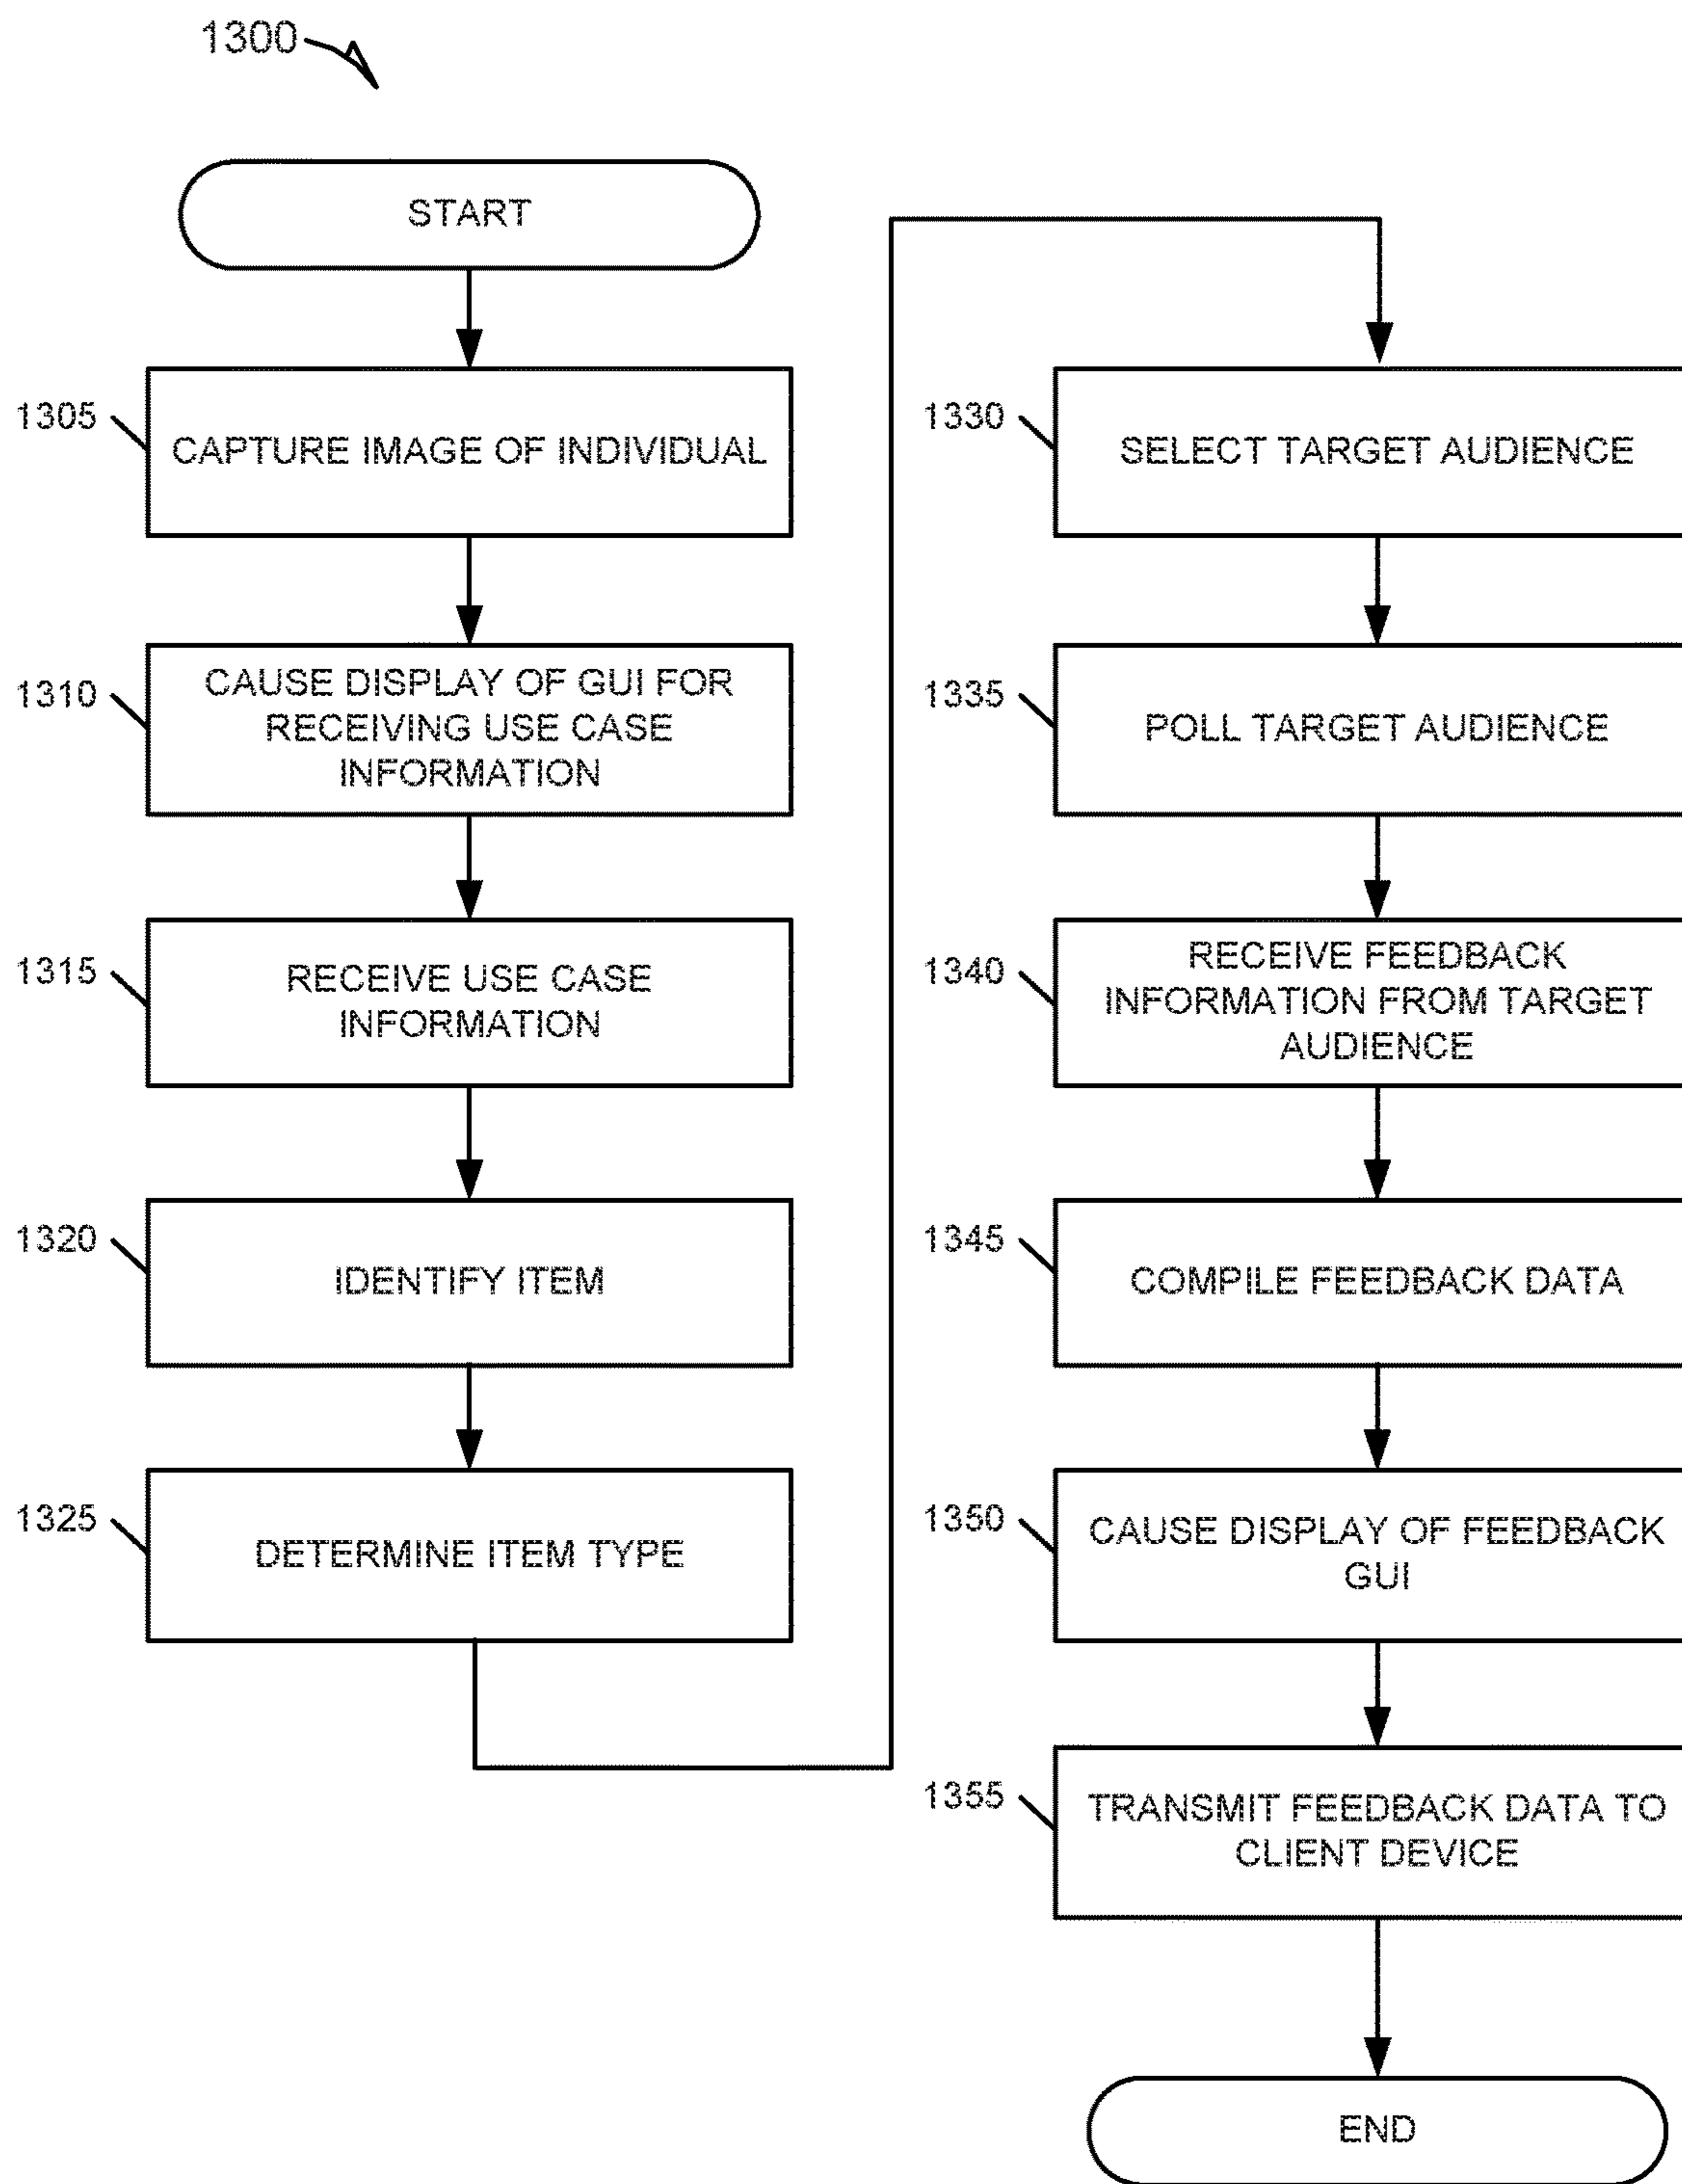 1300
START
1305
CAPTURE IMAGE OF INDIVIDUAL
1310
CAUSE DISPLAY OF GUI FOR
RECEIVING USE CASE
INFORMATION
1315
RECEIVE USE CASE
INFORMATION
1320
IDENTIFY ITEM
1325
DETERMINE ITEM TYPE
1330
SELECT TARGET AUDIENCE
1335
POLL TARGET AUDIENCE
1340
RECEIVE FEEDBACK
INFORMATION FROM TARGET
AUDIENCE
1345
COMPILE FEEDBACK DATA
1350
CAUSE DISPLAY OF FEEDBACK
GUI
1355
TRANSMIT FEEDBACK DATA TO
CLIENT DEVICE
END